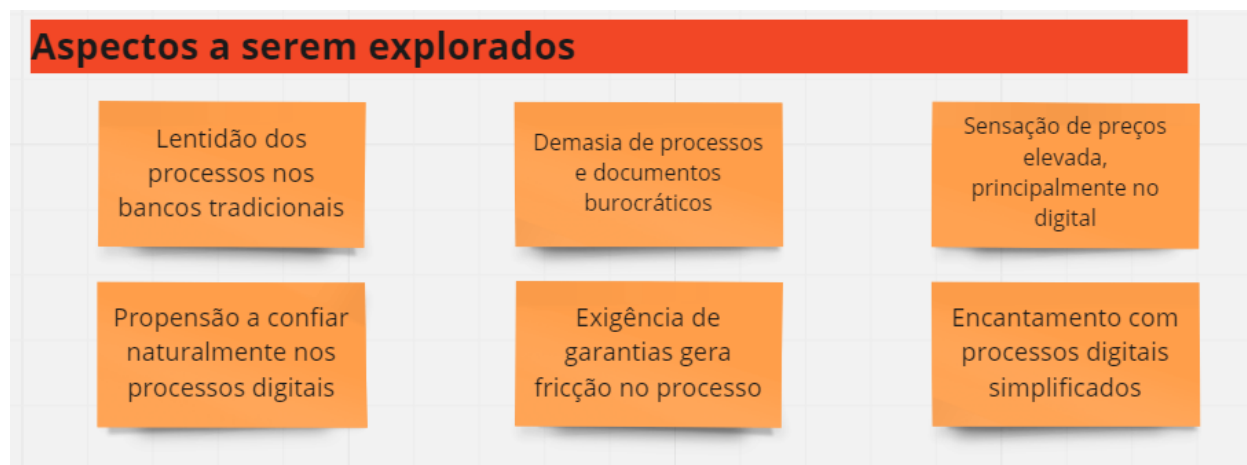 Aspectos a serem explorados
Lentidão dos
processos nos
bancos tradicionais
Demasia de processos
e documentos
burocráticos
Sensação de preços
elevada,
principalmente no
digital
Propensão a confiar
naturalmente nos
processos digitais
Exigência de
garantias gera
fricção no processo
Encantamento com
processos digitais
simplificados